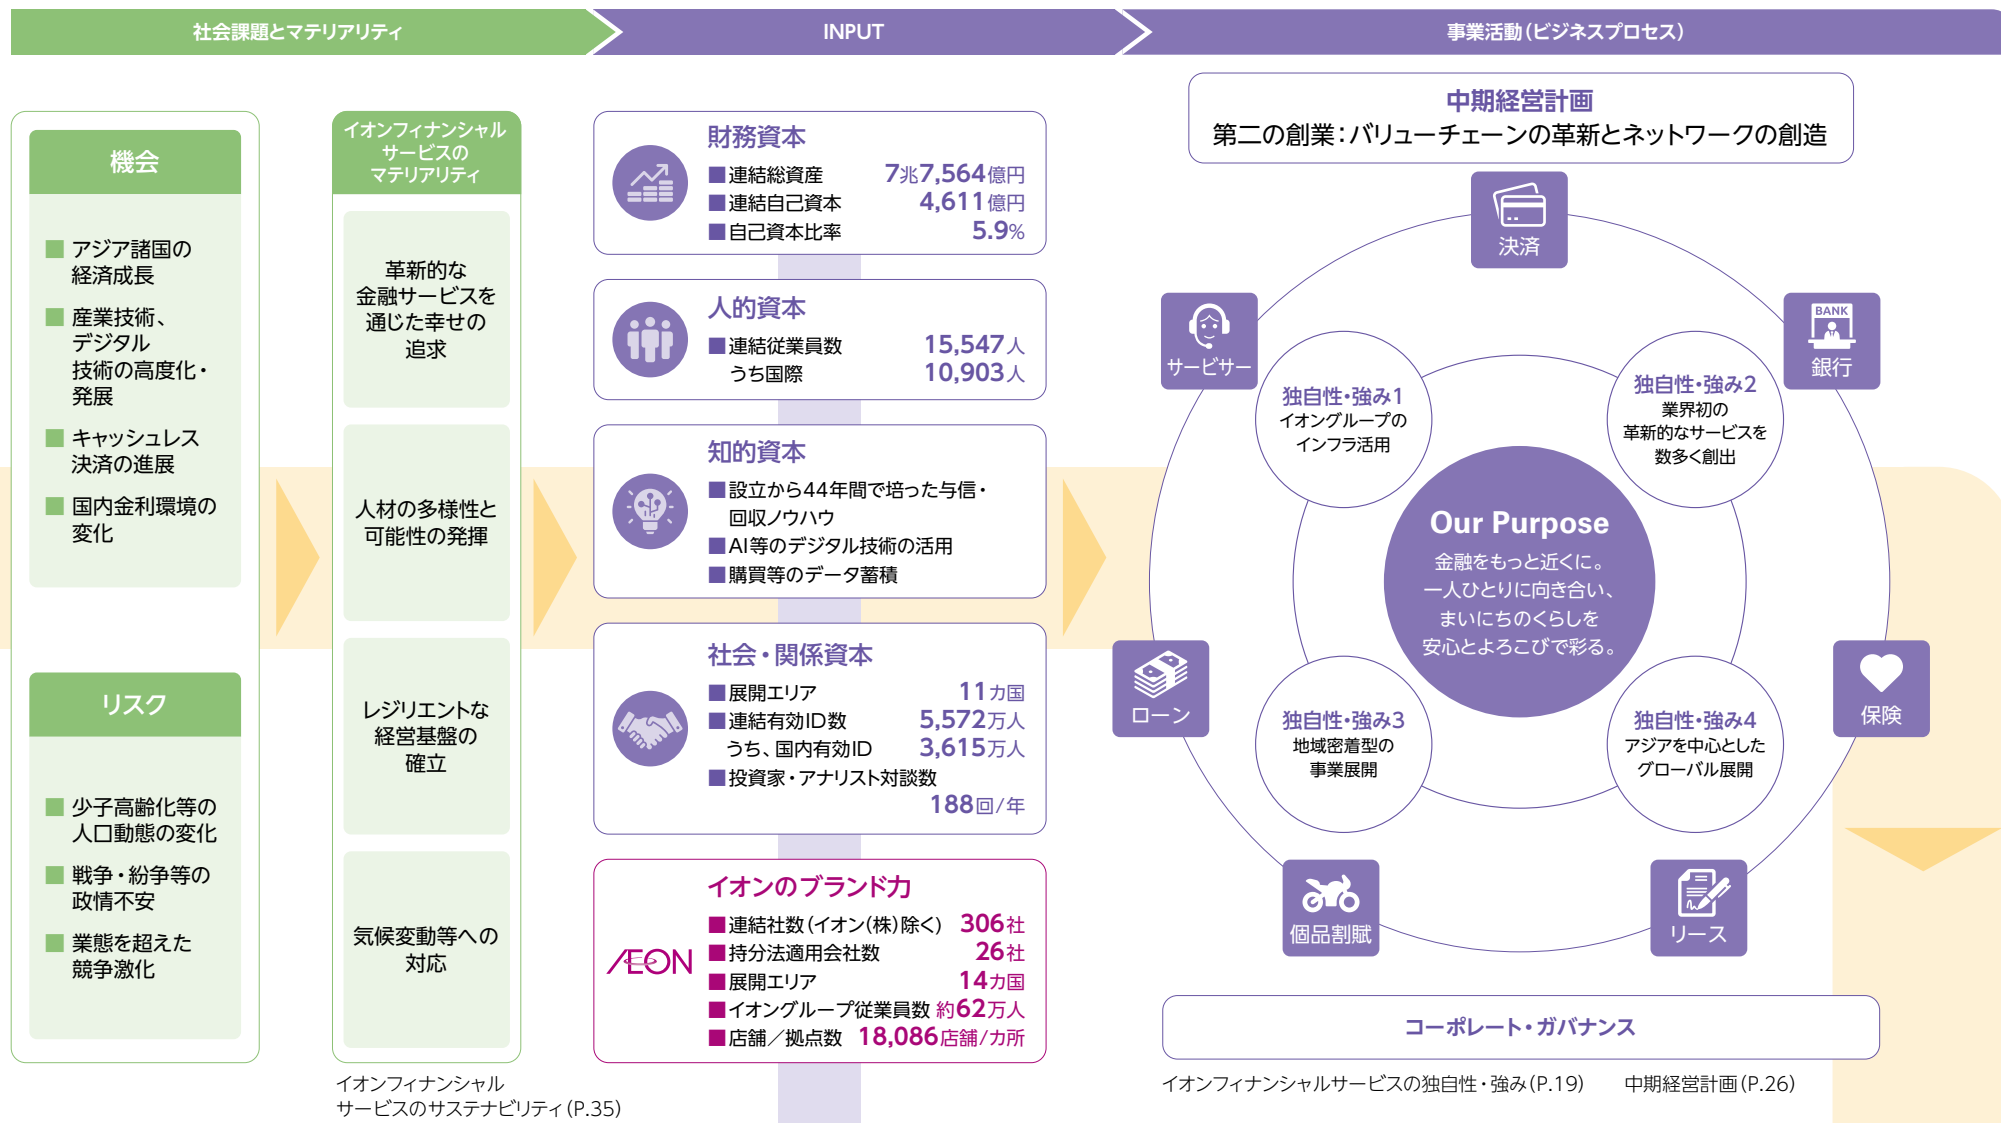 社会課題とマテリアリティ
INPUT
事業活動（ビジネスプロセス）
機会
■ アジア諸国の
経済成長
■ 産業技術、
デジタル
技術の高度化・
発展
■ キャッシュレス
決済の進展
■ 国内金利環境の
変化
リスク
■ 少子高齢化等の
人口動態の変化
■ 戦争・紛争等の
政情不安
■ 業態を超えた
競争激化
イオンフィナンシャル
サービスの
マテリアリティ
革新的な
金融サービスを
通じた幸せの
追求
人材の多様性と
可能性の発揮
レジリエントな
経営基盤の
確立
気候変動等への
対応
イオンフィナンシャル
サービスのサステナビリティ（P.35）
財務資本
■連結総資産 7兆7,564億円
■連結自己資本 4,611億円
■自己資本比率 5.9%
人的資本
■連結従業員数 15,547人
うち国際 10,903人
知的資本
■設立から44年間で培った与信・
回収ノウハウ
■AI等のデジタル技術の活用
■購買等のデータ蓄積
社会・関係資本
■展開エリア 11カ国
■連結有効ID数 5,572万人
うち、国内有効ID 3,615万人
■投資家・アナリスト対談数
188回/年
イオンのブランド力
AEON
■連結社数（イオン（株）除く） 306社
■持分法適用会社数 26社
■展開エリア 14カ国
■イオングループ従業員数 約62万人
■店舗／拠点数 18,086店舗/カ所
中期経営計画
第二の創業：バリューチェーンの革新とネットワークの創造
決済
サービサー
BANK
銀行
独自性・強み1
イオングループの
インフラ活用
独自性・強み2
業界初の
革新的なサービスを
数多く創出
Our Purpose
金融をもっと近くに。
一人ひとりに向き合い、
まいにちのくらしを
安心とよろこびで彩る。
ローン
保険
独自性・強み3
地域密着型の
事業展開
独自性・強み4
アジアを中心とした
グローバル展開
個品割賦
リース
コーポレート・ガバナンス
イオンフィナンシャルサービスの独自性・強み（P.19） 中期経営計画（P.26）